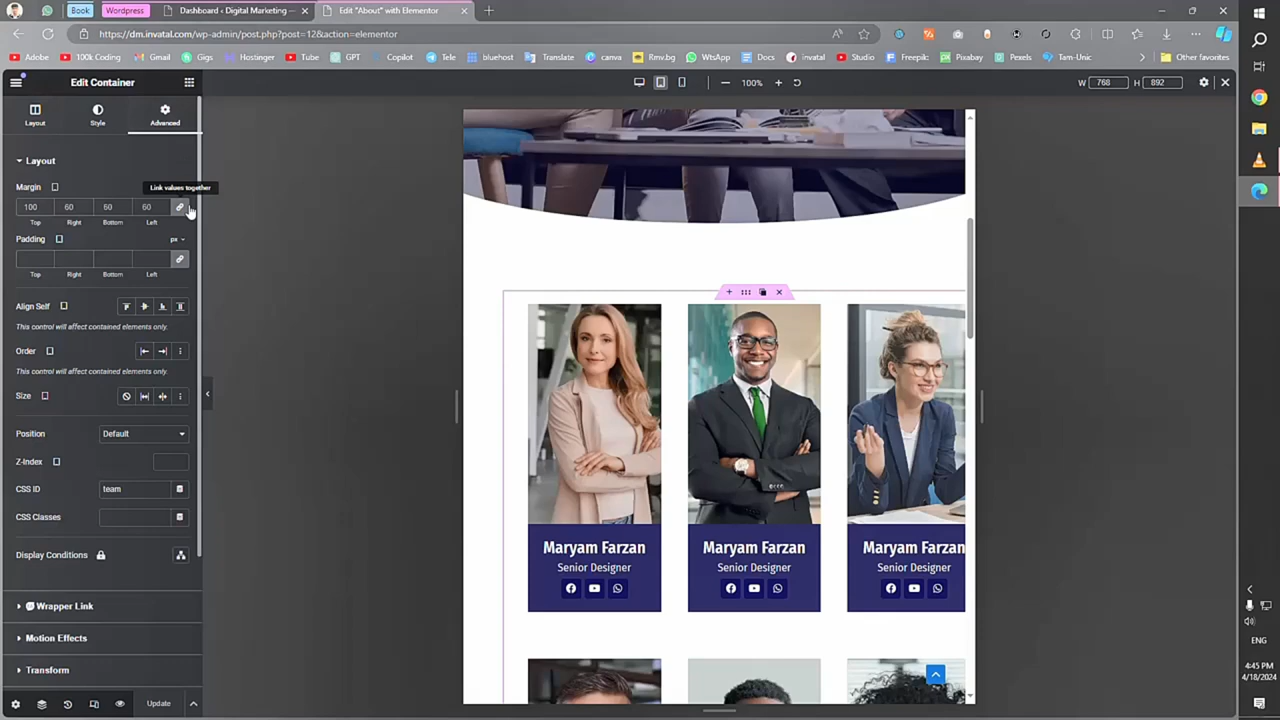 Book
Wordpress
Dashboard ‹ Digital Marketing —
Edit "About" with Elementor
https://dm.invatal.com/wp-admin/post.php?post=12&action=elementor
Adobe
100k Coding
Gmail
Gigs
Hostinger
Tube
GPT
Copilot
Tele
bluehost
Translate
canva
Rmv.bg
WtsApp
Docs
invatal
Studio
Freepik
Pixabay
Pexels
Tam-Unic
Other favorites
Edit Container
100%
W 768 H 892
Layout
Style
Advanced
Layout
Margin
Link values together
100 60 60 60
Top Right Bottom Left
Padding
px
Top Right Bottom Left
Align Self
This control will affect contained elements only.
Order
This control will affect contained elements only.
Size
Position Default
Z-Index
CSS ID team
CSS Classes
Display Conditions
Wrapper Link
Motion Effects
Transform
Update
Maryam Farzan
Senior Designer
Maryam Farzan
Senior Designer
Maryam Farzan
Senior Designer
ENG
4:45 PM
4/18/2024